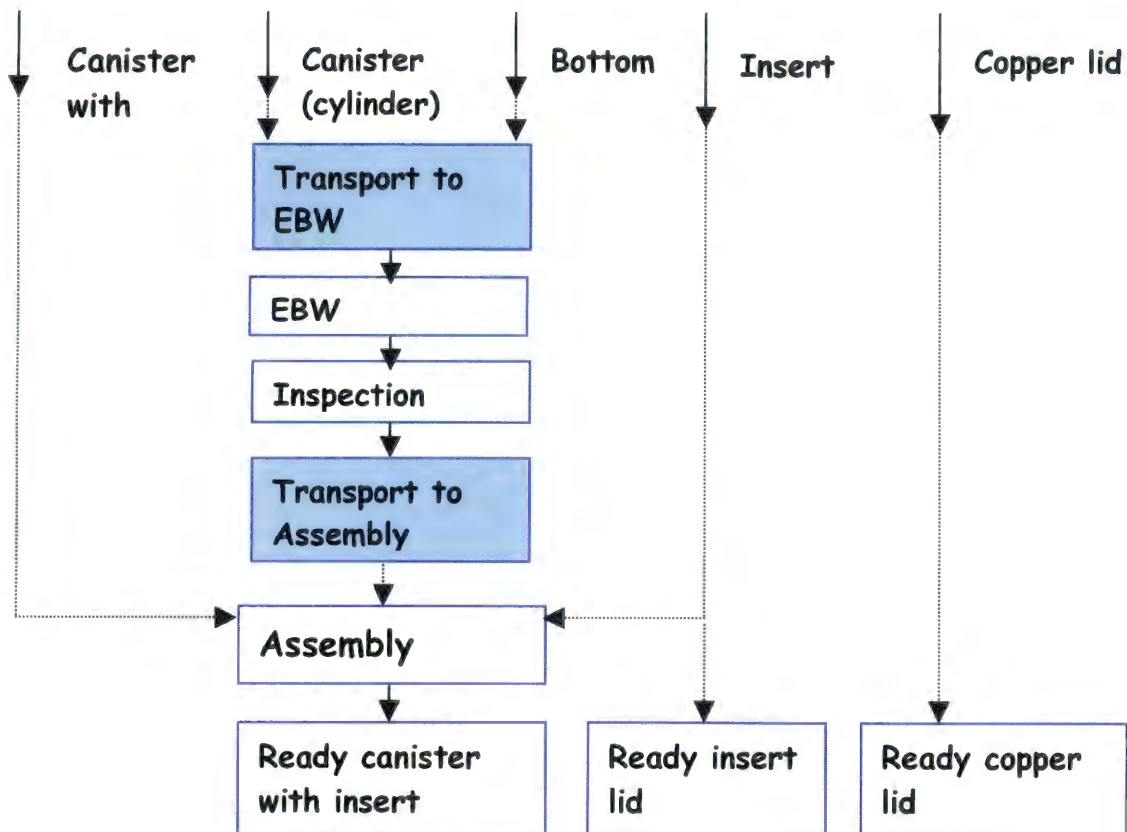 Canister
with
Canister
(cylinder)
Bottom
Insert
Copper lid
Transport to
EBW
EBW
Inspection
Transport to
Assembly
Assembly
Ready canister
with insert
Ready insert
lid
Ready copper
lid